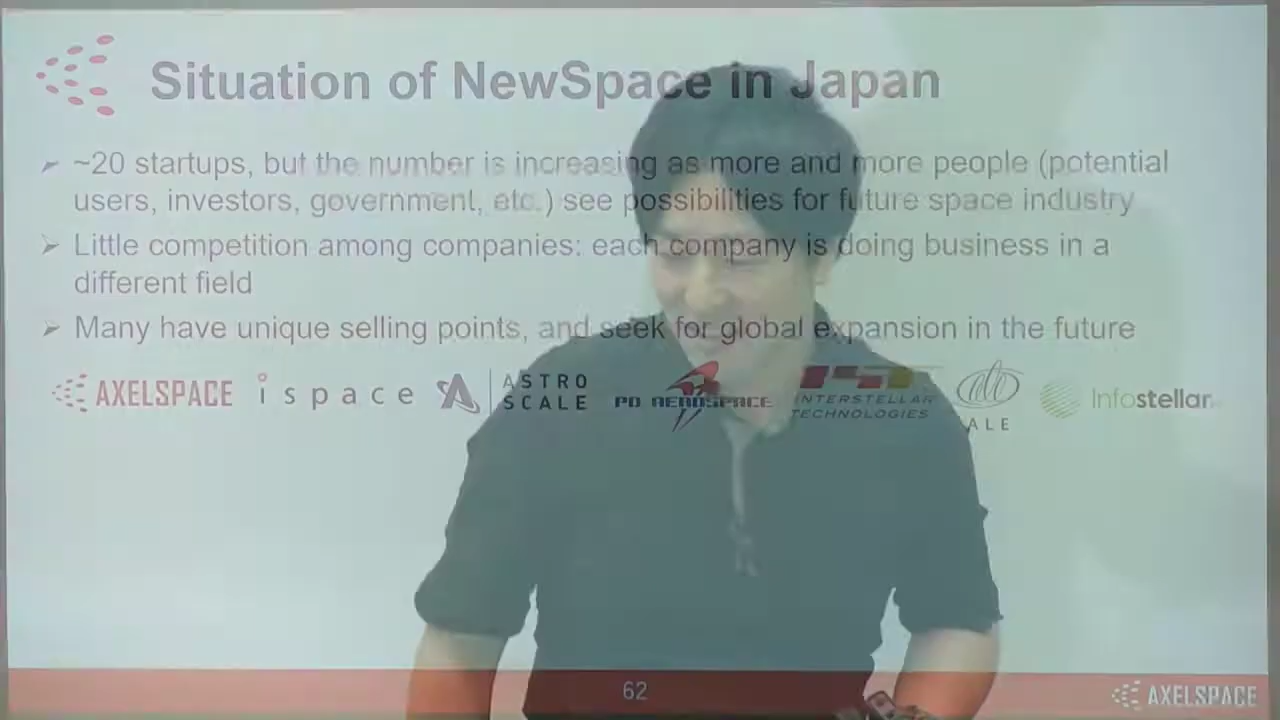 Situation of NewSpace in Japan
~20 startups, but the number is increasing as more and more people (potential
users, investors, government, etc.) see possibilities for future space industry
Little competition among companies: each company is doing business in a
different field
Many have unique selling points, and seek for global expansion in the future
AXELSPACE ispace ASTRO SCALE PD AEROSPACE INTERSTELLAR TECHNOLOGIES ALE Infostellar
62
AXELSPACE